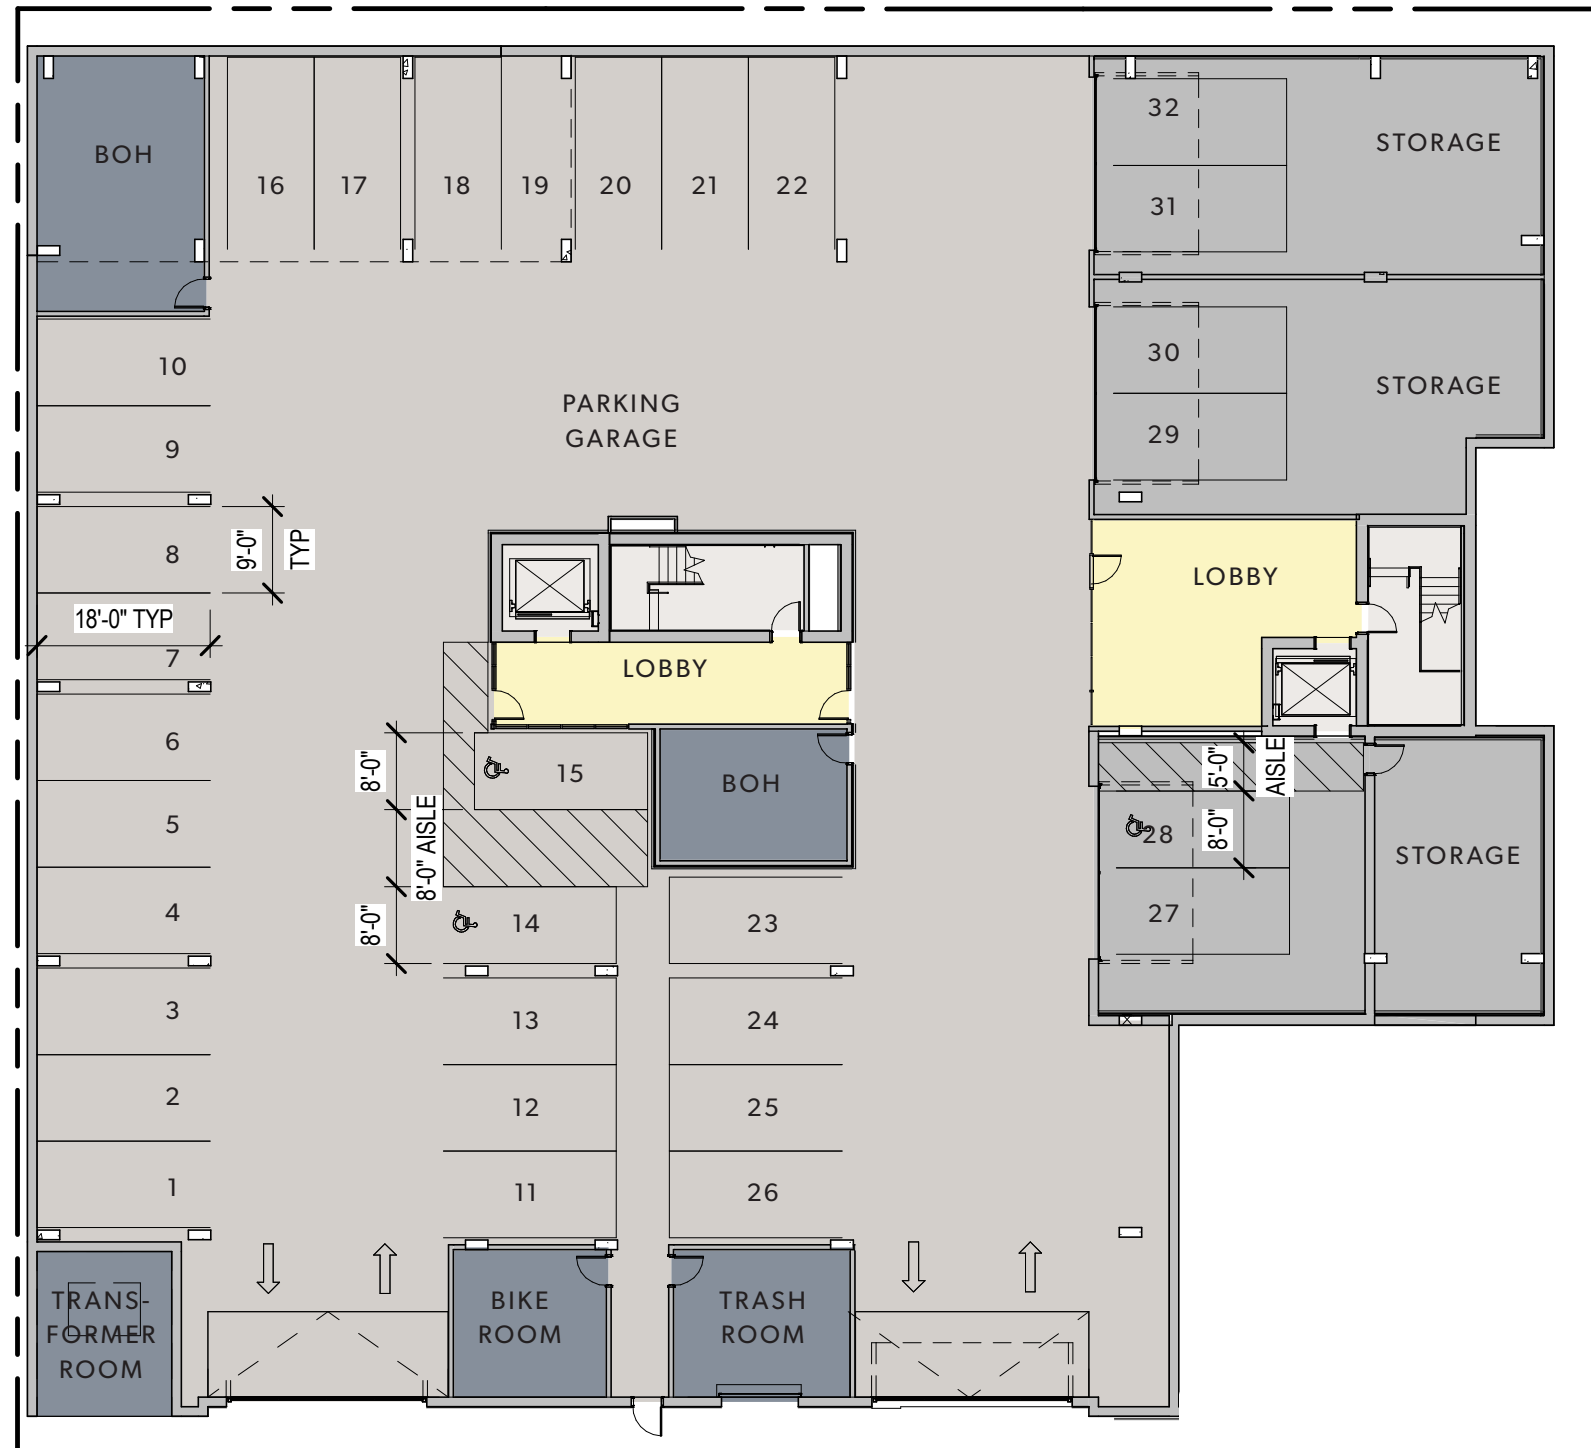 BOH
16
17
18
19
20
21
22
32
STORAGE
31
10
9
8
9'-0"
TYP
18'-0" TYP
7
6
5
4
3
2
1
PARKING
GARAGE
30
STORAGE
29
LOBBY
LOBBY
15
8'-0"
8'-0" AISLE
8'-0"
BOH
14
13
12
11
23
24
25
26
5'-0"
AISLE
28
8'-0"
27
STORAGE
TRANS-
FORMER
ROOM
BIKE
ROOM
TRASH
ROOM